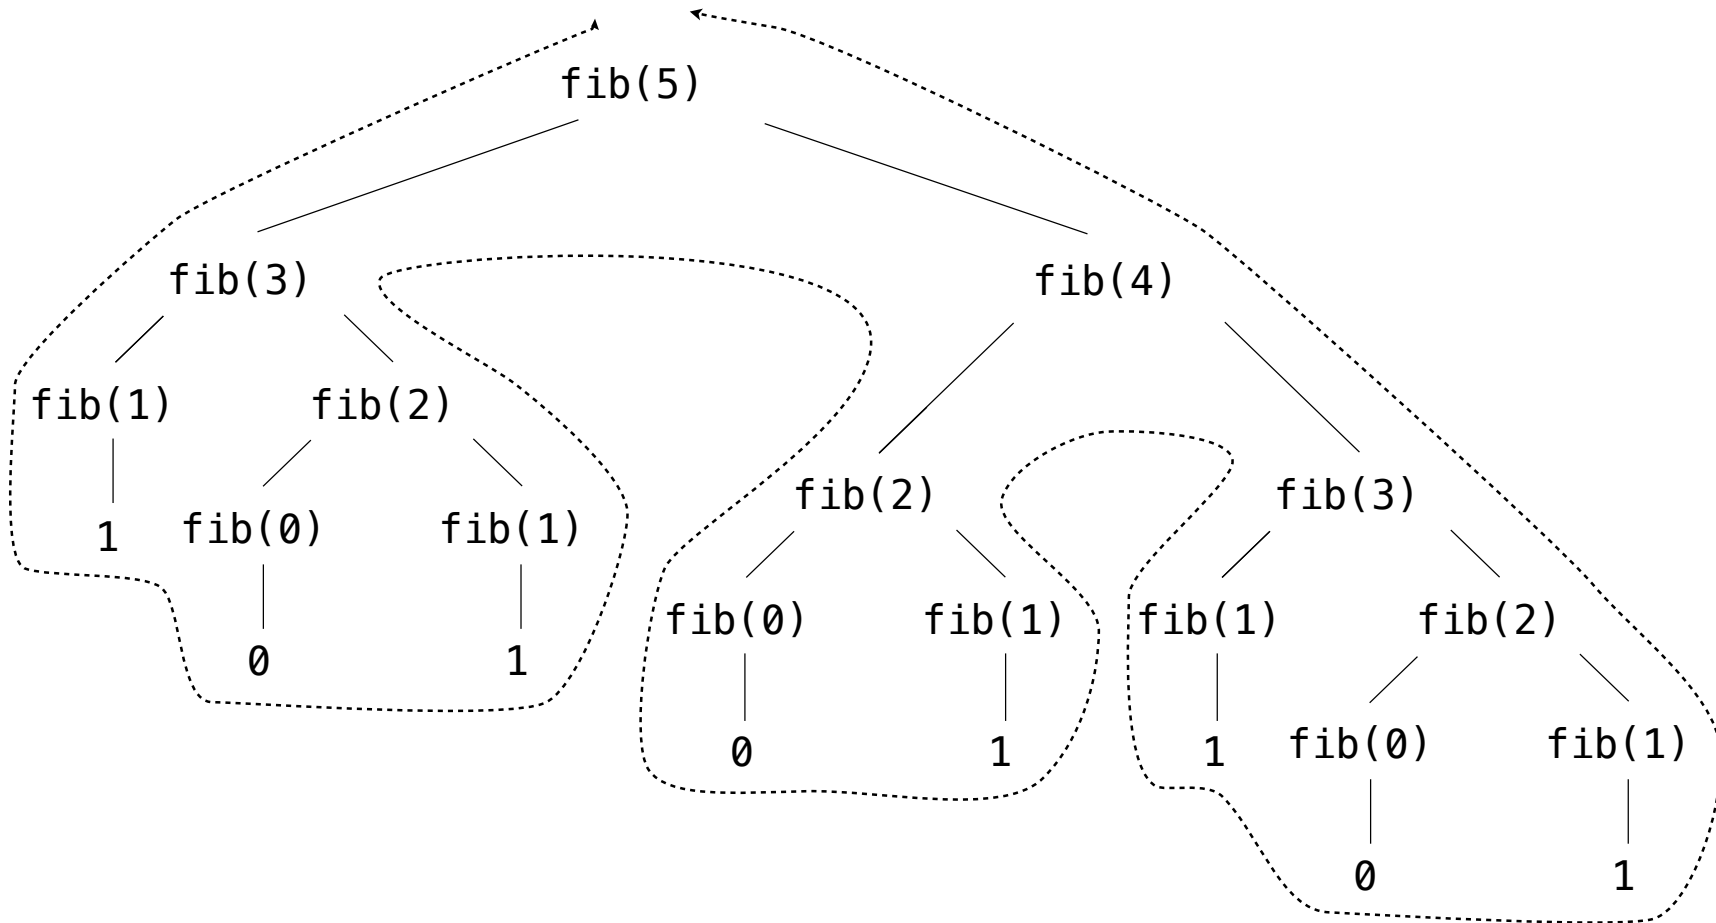 fib(5)
fib(3) fib(4)
fib(1) fib(2)
fib(2) fib(3)
1 fib(0) fib(1)
fib(0) fib(1) fib(1) fib(2)
0 1
0 1 1 fib(0) fib(1)
0 1